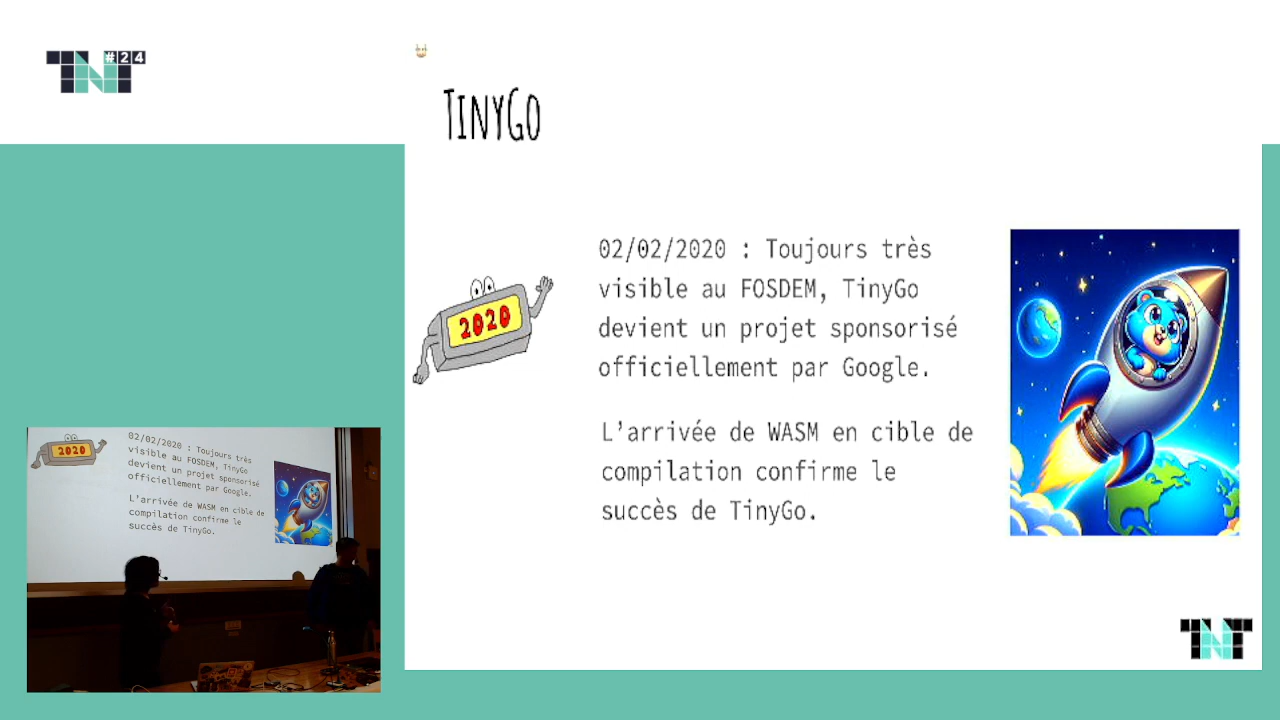 TNT #24
TinyGo
2020
02/02/2020 : Toujours très
visible au FOSDEM, TinyGo
devient un projet sponsorisé
officiellement par Google.
L'arrivée de WASM en cible de
compilation confirme le
succès de TinyGo.
2020
02/02/2020 : Toujours très
visible au FOSDEM, TinyGo
devient un projet sponsorisé
officiellement par Google.
L'arrivée de WASM en cible de
compilation confirme le
succès de TinyGo.
TNT